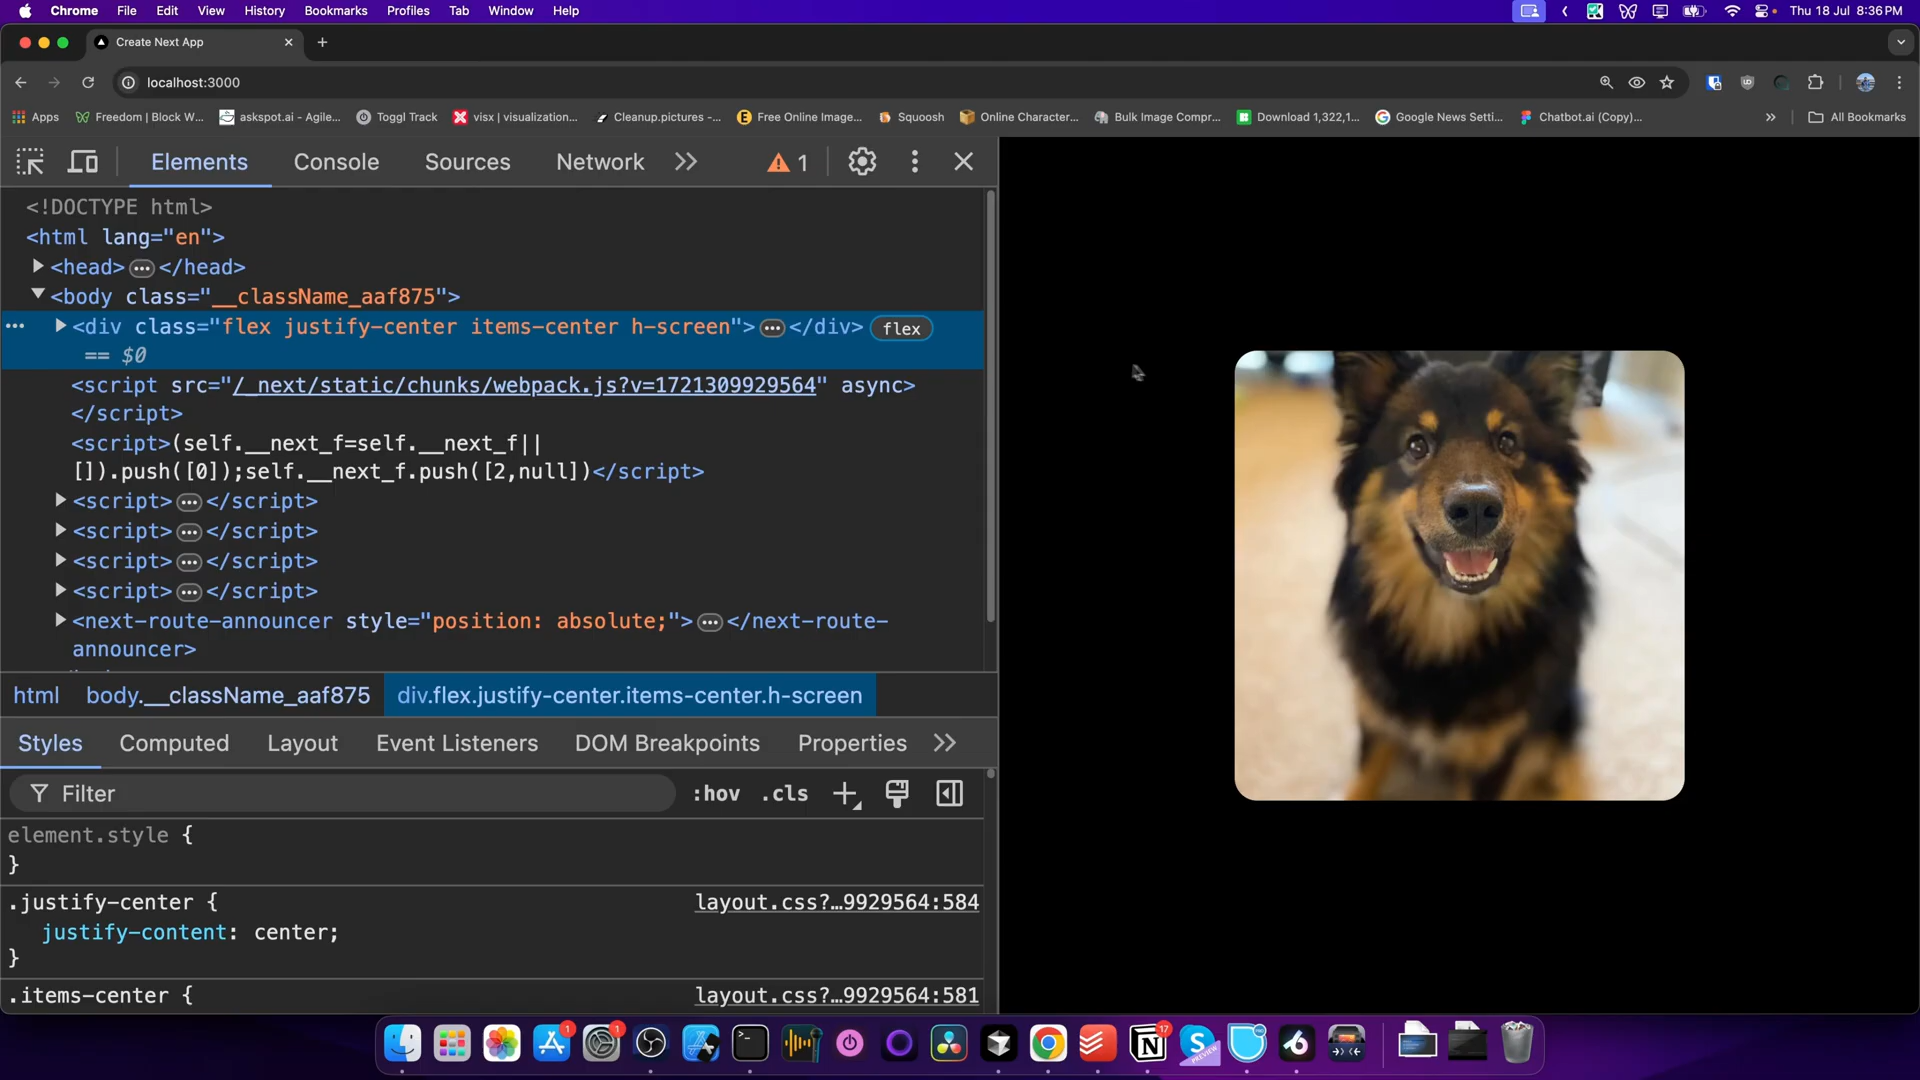 Chrome File Edit View History Bookmarks Profiles Tab Window Help Thu 18 Jul 8:36 PM
Create Next App
localhost:3000
Apps Freedom | Block W... askspot.ai - Agile... Toggl Track visx | visualization... Cleanup.pictures -... Free Online Image... Squoosh Online Character... Bulk Image Compr... Download 1,322,1... Google News Setti... Chatbot.ai (Copy)... All Bookmarks
Elements Console Sources Network 1
<!DOCTYPE html>
<html lang="en">
<head> </head>
<body class="__className_aaf875">
<div class="flex justify-center items-center h-screen"> </div> flex
== $0
<script src="/_next/static/chunks/webpack.js?v=1721309929564" async>
</script>
<script>(self.__next_f=self.__next_f||
[]).push([0]);self.__next_f.push([2,null])</script>
<script> </script>
<script> </script>
<script> </script>
<script> </script>
<next-route-announcer style="position: absolute;"> </next-route-
announcer>
html body.__className_aaf875 div.flex.justify-center.items-center.h-screen
Styles Computed Layout Event Listeners DOM Breakpoints Properties
Filter :hov .cls
element.style {
}
.justify-center { layout.css?…9929564:584
justify-content: center;
}
.items-center { layout.css?…9929564:581
1 1 17
PREVIEW